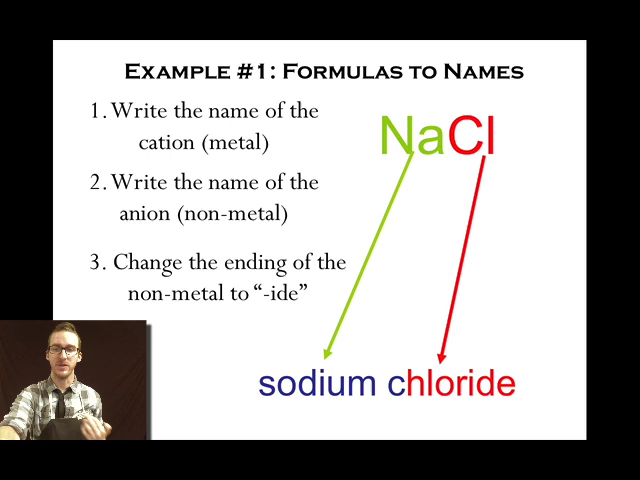 Example #1: Formulas to Names
1. Write the name of the
cation (metal)
2. Write the name of the
anion (non-metal)
3. Change the ending of the
non-metal to “-ide”
NaCl
sodium chloride